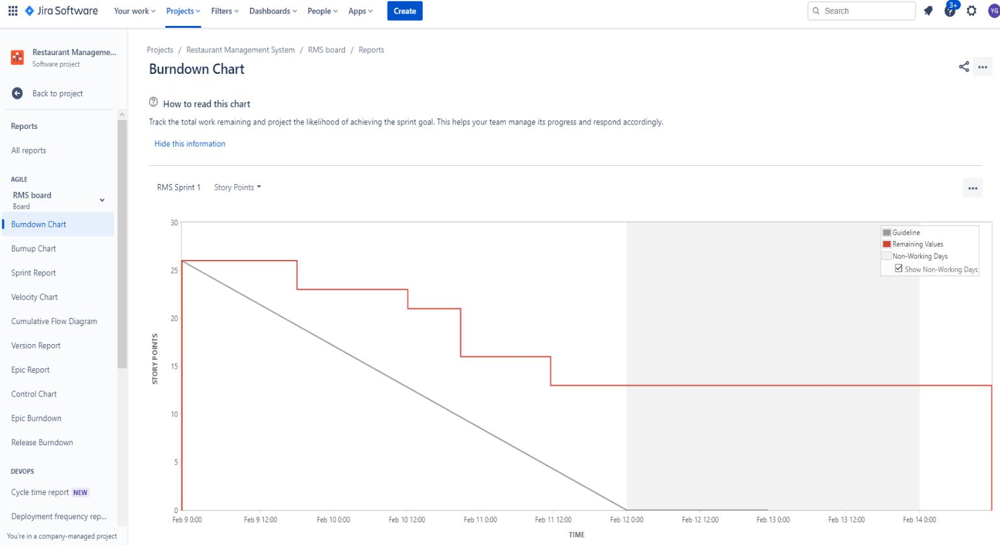 Jira Software Your work Projects Filters Dashboards People Apps Create Search 3+ YG
Restaurant Manageme...
Software project
Back to project
Reports
All reports
AGILE
RMS board
Board
Burndown Chart
Burnup Chart
Sprint Report
Velocity Chart
Cumulative Flow Diagram
Version Report
Epic Report
Control Chart
Epic Burndown
Release Burndown
DEVOPS
Cycle time report NEW
Deployment frequency rep...
You're in a company-managed project
Projects / Restaurant Management System / RMS board / Reports
Burndown Chart
How to read this chart
Track the total work remaining and project the likelihood of achieving the sprint goal. This helps your team manage its progress and respond accordingly.
Hide this information
RMS Sprint 1 Story Points
Guideline
Remaining Values
Non-Working Days
Show Non-Working Days
STORY POINTS
30
25
20
15
10
5
0
Feb 9 0:00 Feb 9 12:00 Feb 10 0:00 Feb 10 12:00 Feb 11 0:00 Feb 11 12:00 Feb 12 0:00 Feb 12 12:00 Feb 13 0:00 Feb 13 12:00 Feb 14 0:00
TIME